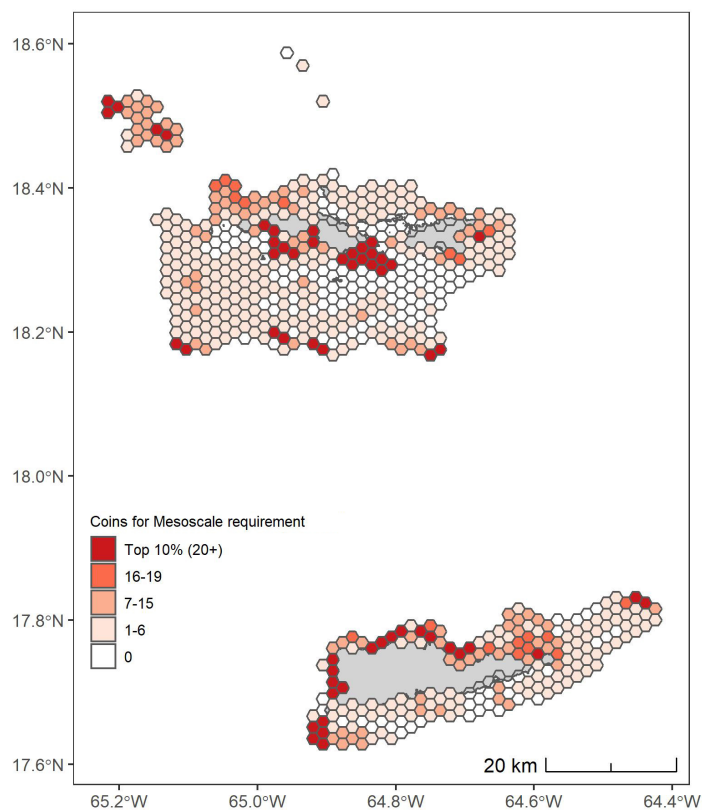 18.6°N
18.4°N
18.2°N
18.0°N
17.8°N
17.6°N
Coins for Mesoscale requirement
Top 10% (20+)
16-19
7-15
1-6
0
20 km
65.2°W 65.0°W 64.8°W 64.6°W 64.4°W